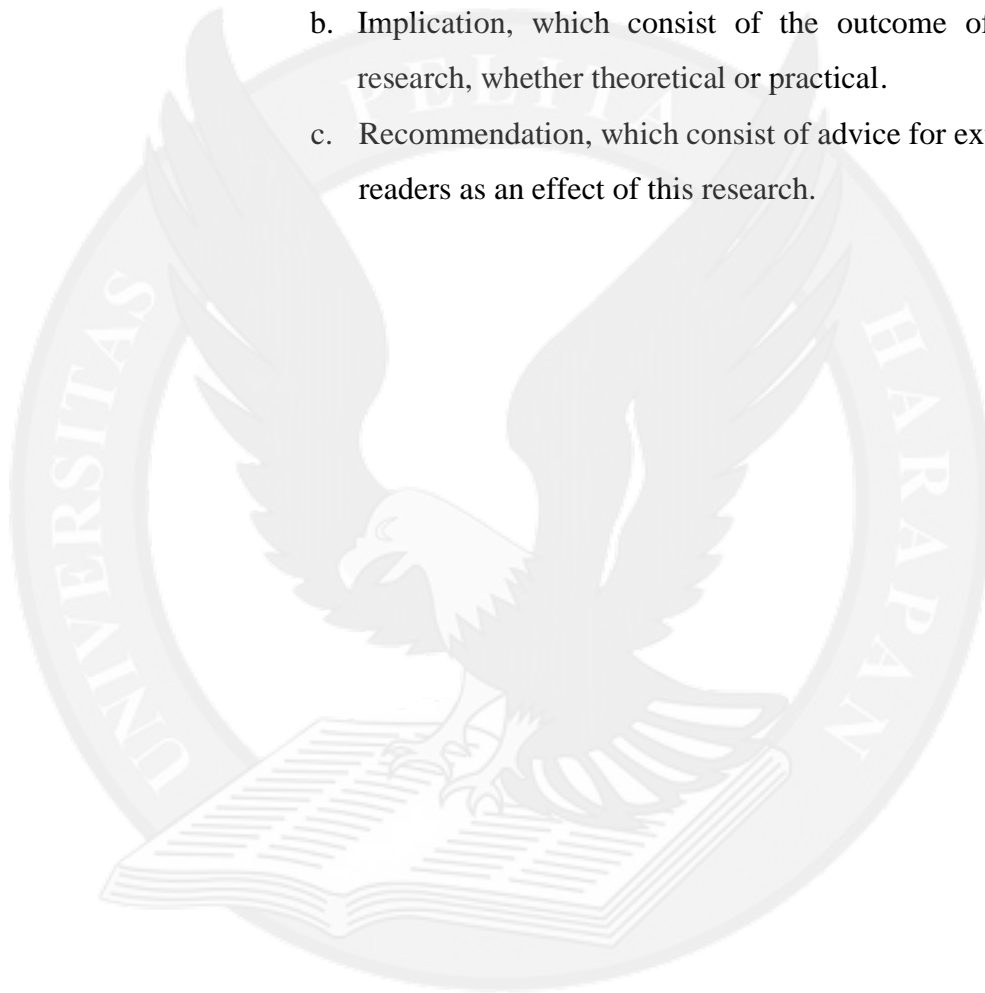 b. Implication, which consist of the outcome of
research, whether theoretical or practical.
c. Recommendation, which consist of advice for
readers as an effect of this research.
UNIVERSITAS PELITA HARAPAN